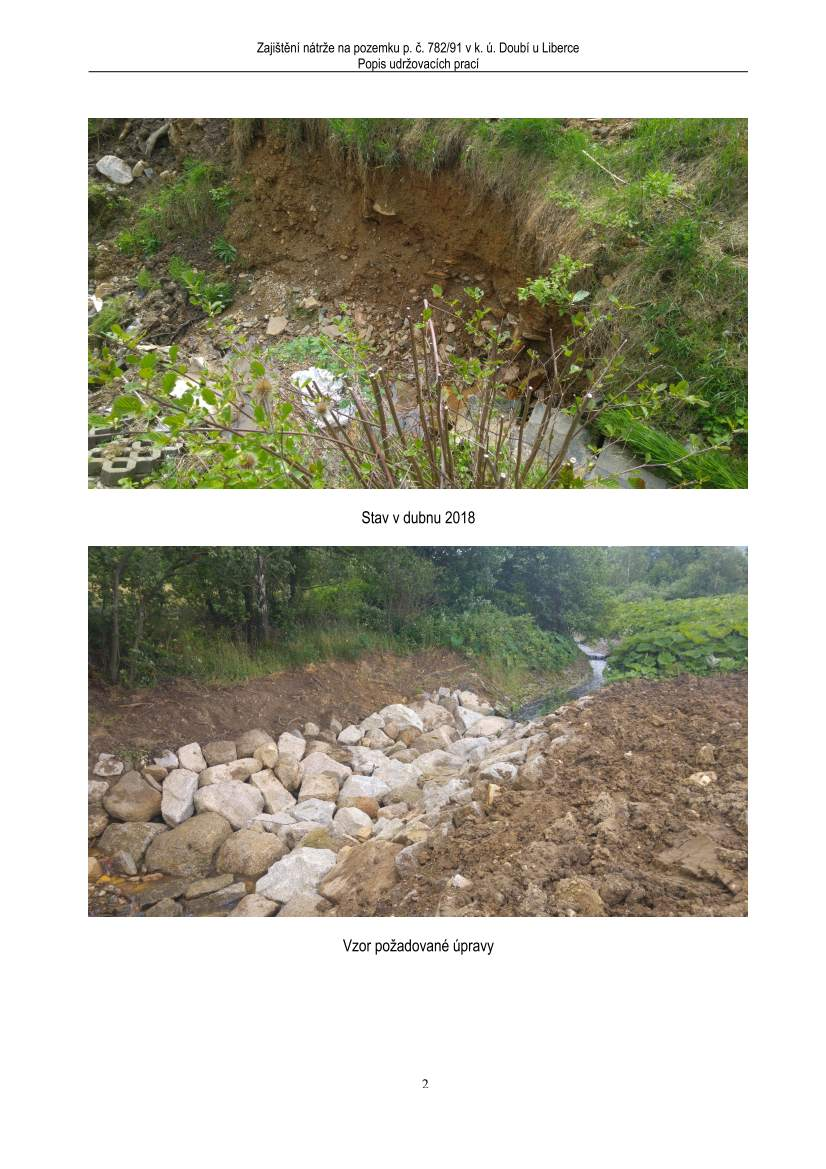 Zajištění nátrže na pozemku p. č. 782/91 v k. ú. Doubí u Liberce
Popis udržovacích prací
Stav v dubnu 2018
Vzor požadované úpravy
2